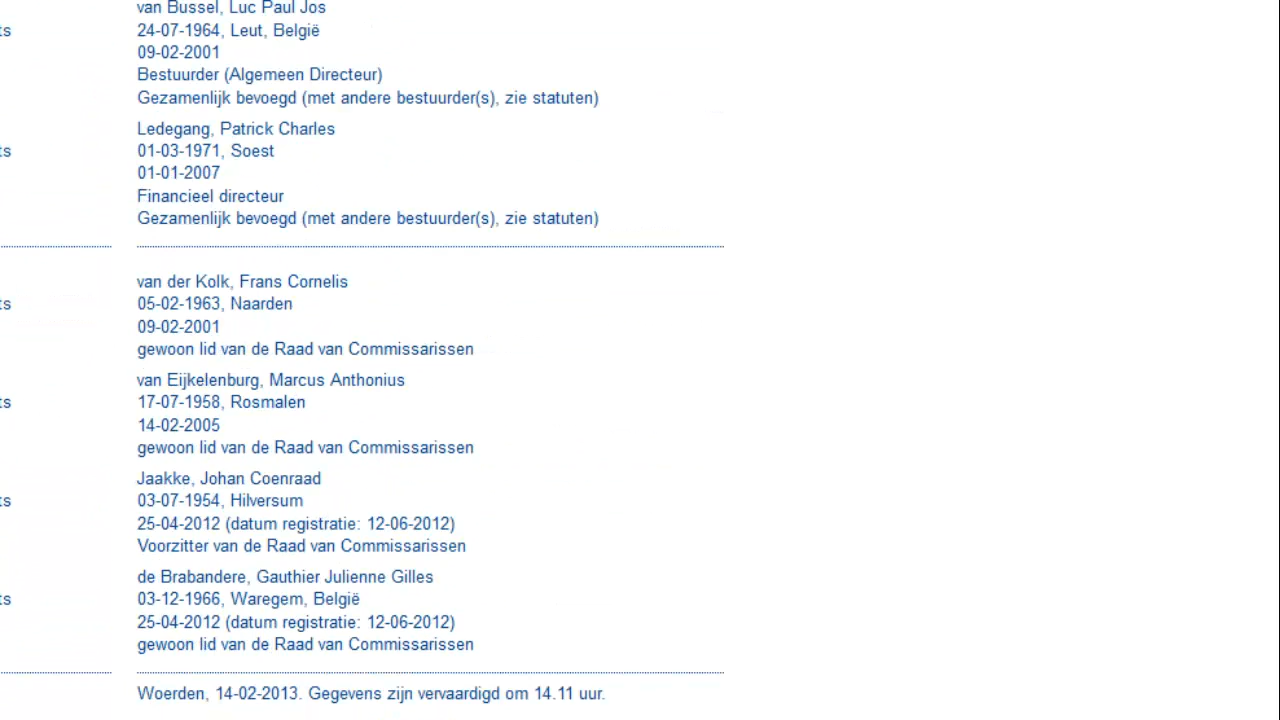 van Bussel, Luc Paul Jos
ts 24-07-1964, Leut, België
09-02-2001
Bestuurder (Algemeen Directeur)
Gezamenlijk bevoegd (met andere bestuurder(s), zie statuten)
Ledegang, Patrick Charles
ts 01-03-1971, Soest
01-01-2007
Financieel directeur
Gezamenlijk bevoegd (met andere bestuurder(s), zie statuten)
van der Kolk, Frans Cornelis
ts 05-02-1963, Naarden
09-02-2001
gewoon lid van de Raad van Commissarissen
van Eijkelenburg, Marcus Anthonius
ts 17-07-1958, Rosmalen
14-02-2005
gewoon lid van de Raad van Commissarissen
Jaakke, Johan Coenraad
ts 03-07-1954, Hilversum
25-04-2012 (datum registratie: 12-06-2012)
Voorzitter van de Raad van Commissarissen
de Brabandere, Gauthier Julienne Gilles
ts 03-12-1966, Waregem, België
25-04-2012 (datum registratie: 12-06-2012)
gewoon lid van de Raad van Commissarissen
Woerden, 14-02-2013. Gegevens zijn vervaardigd om 14.11 uur.